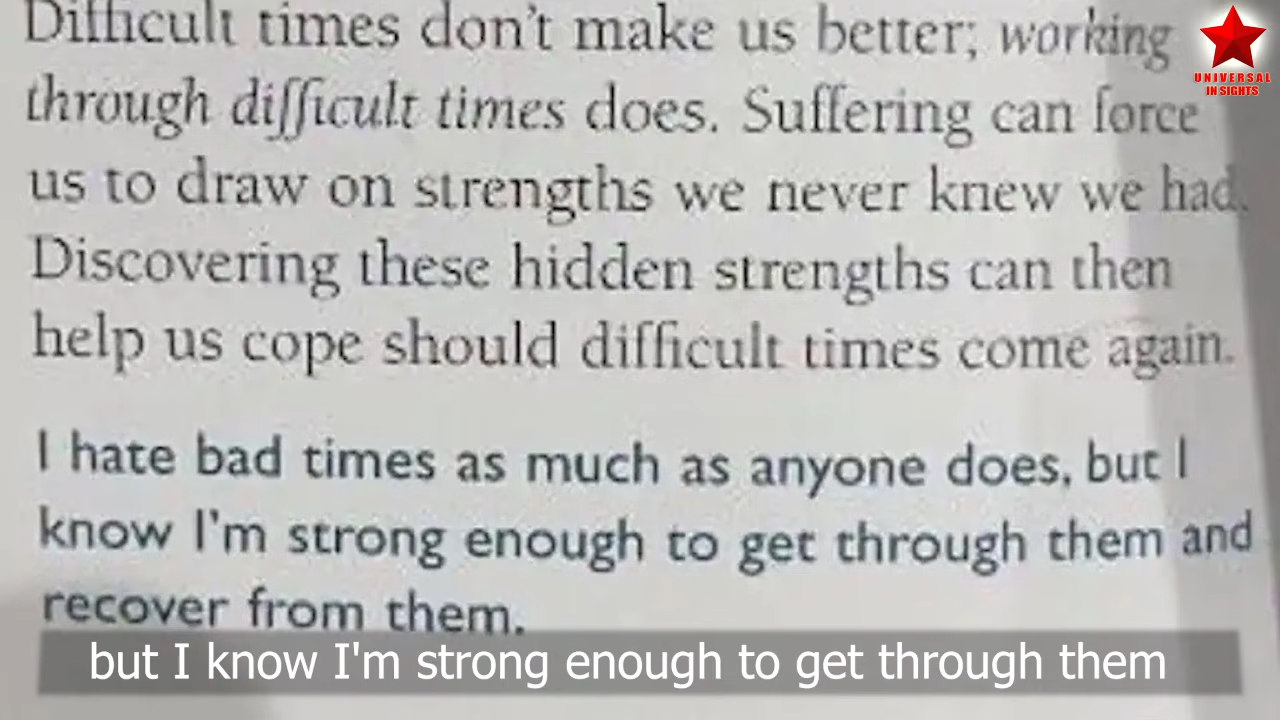 Difficult times don't make us better; working
through difficult times does. Suffering can force
us to draw on strengths we never knew we had.
Discovering these hidden strengths can then
help us cope should difficult times come again.
I hate bad times as much as anyone does, but I
know I'm strong enough to get through them and
recover from them.
but I know I'm strong enough to get through them
UNIVERSAL
INSIGHTS